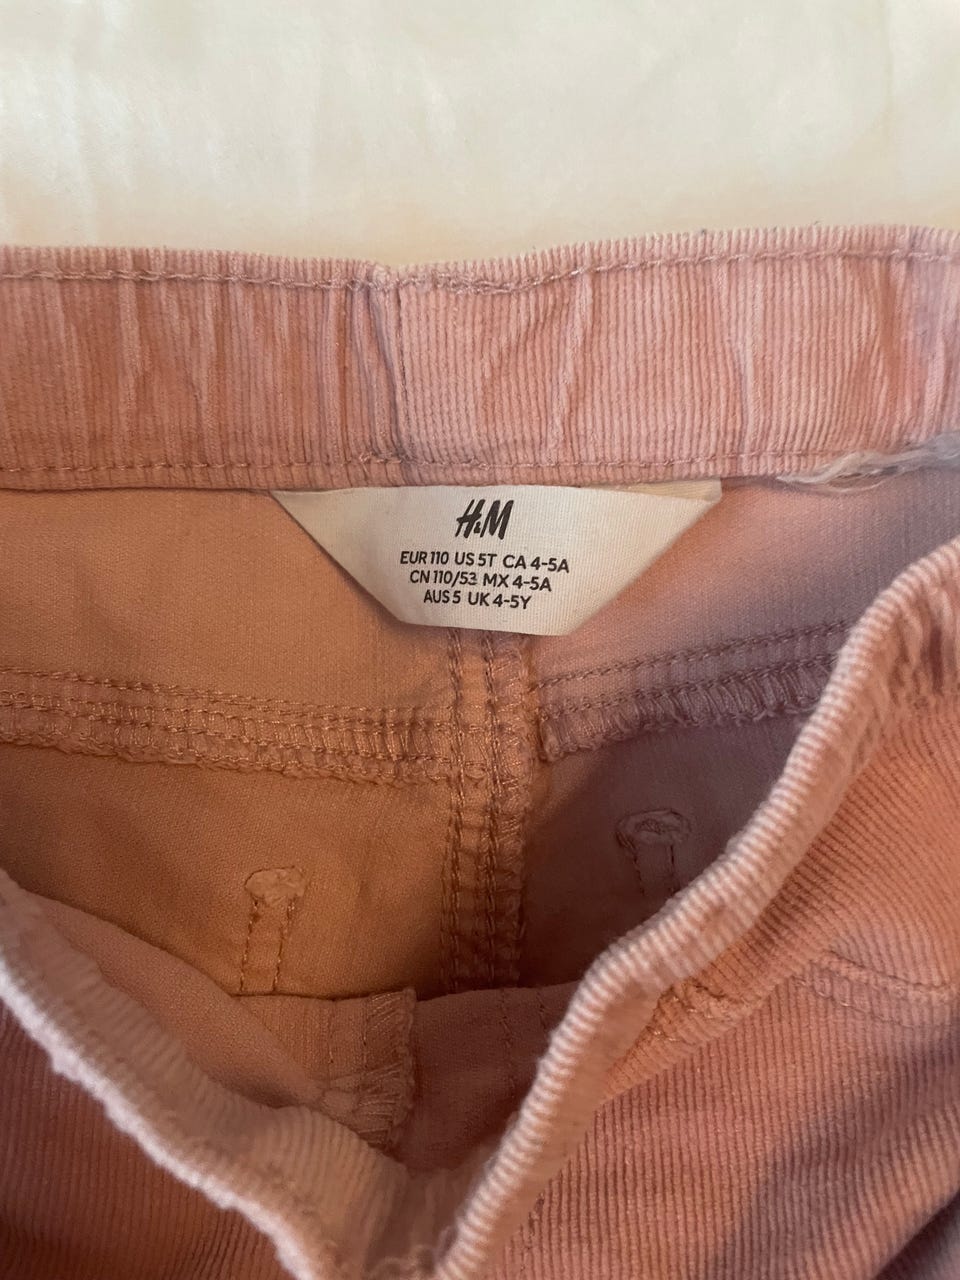 H&M
EUR 110 US 5T CA 4-5A
CN 110/53 MX 4-5A
AUS 5 UK 4-5Y